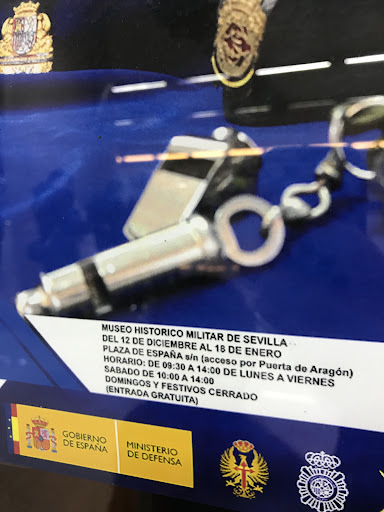 MUSEO HISTORICO MILITAR DE SEVILLA
DEL 12 DE DICIEMBRE AL 18 DE ENERO
PLAZA DE ESPAÑA s/n (acceso por Puerta de Aragón)
HORARIO: DE 09:30 A 14:00 DE LUNES A VIERNES
SABADO DE 10:00 A 14:00
DOMINGOS Y FESTIVOS CERRADO
(ENTRADA GRATUITA)
GOBIERNO
DE ESPAÑA
MINISTERIO
DE DEFENSA